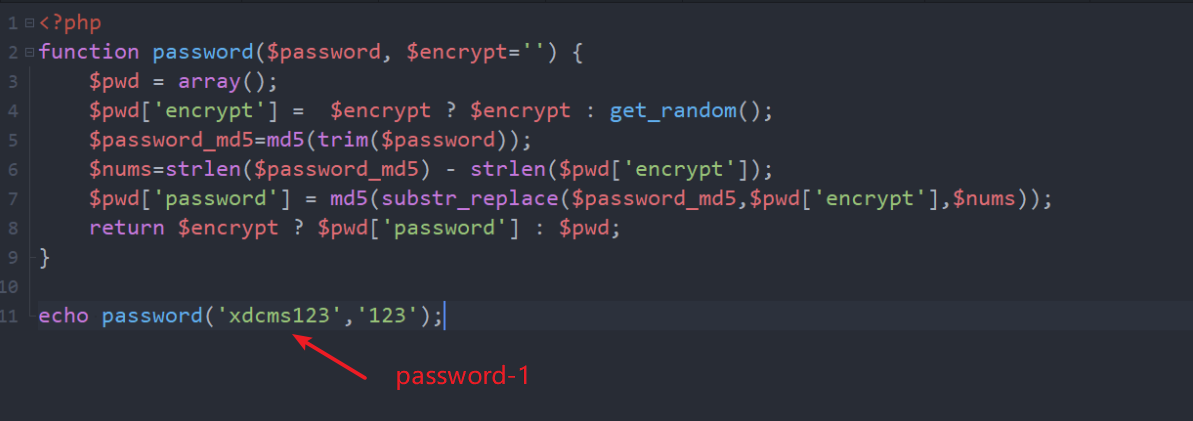 1 <?php
2 function password($password, $encrypt='') {
3     $pwd = array();
4     $pwd['encrypt'] =  $encrypt ? $encrypt : get_random();
5     $password_md5=md5(trim($password));
6     $nums=strlen($password_md5) - strlen($pwd['encrypt']);
7     $pwd['password'] = md5(substr_replace($password_md5,$pwd['encrypt'],$nums));
8     return $encrypt ? $pwd['password'] : $pwd;
9 }
10
11 echo password('xdcms123','123');
password-1